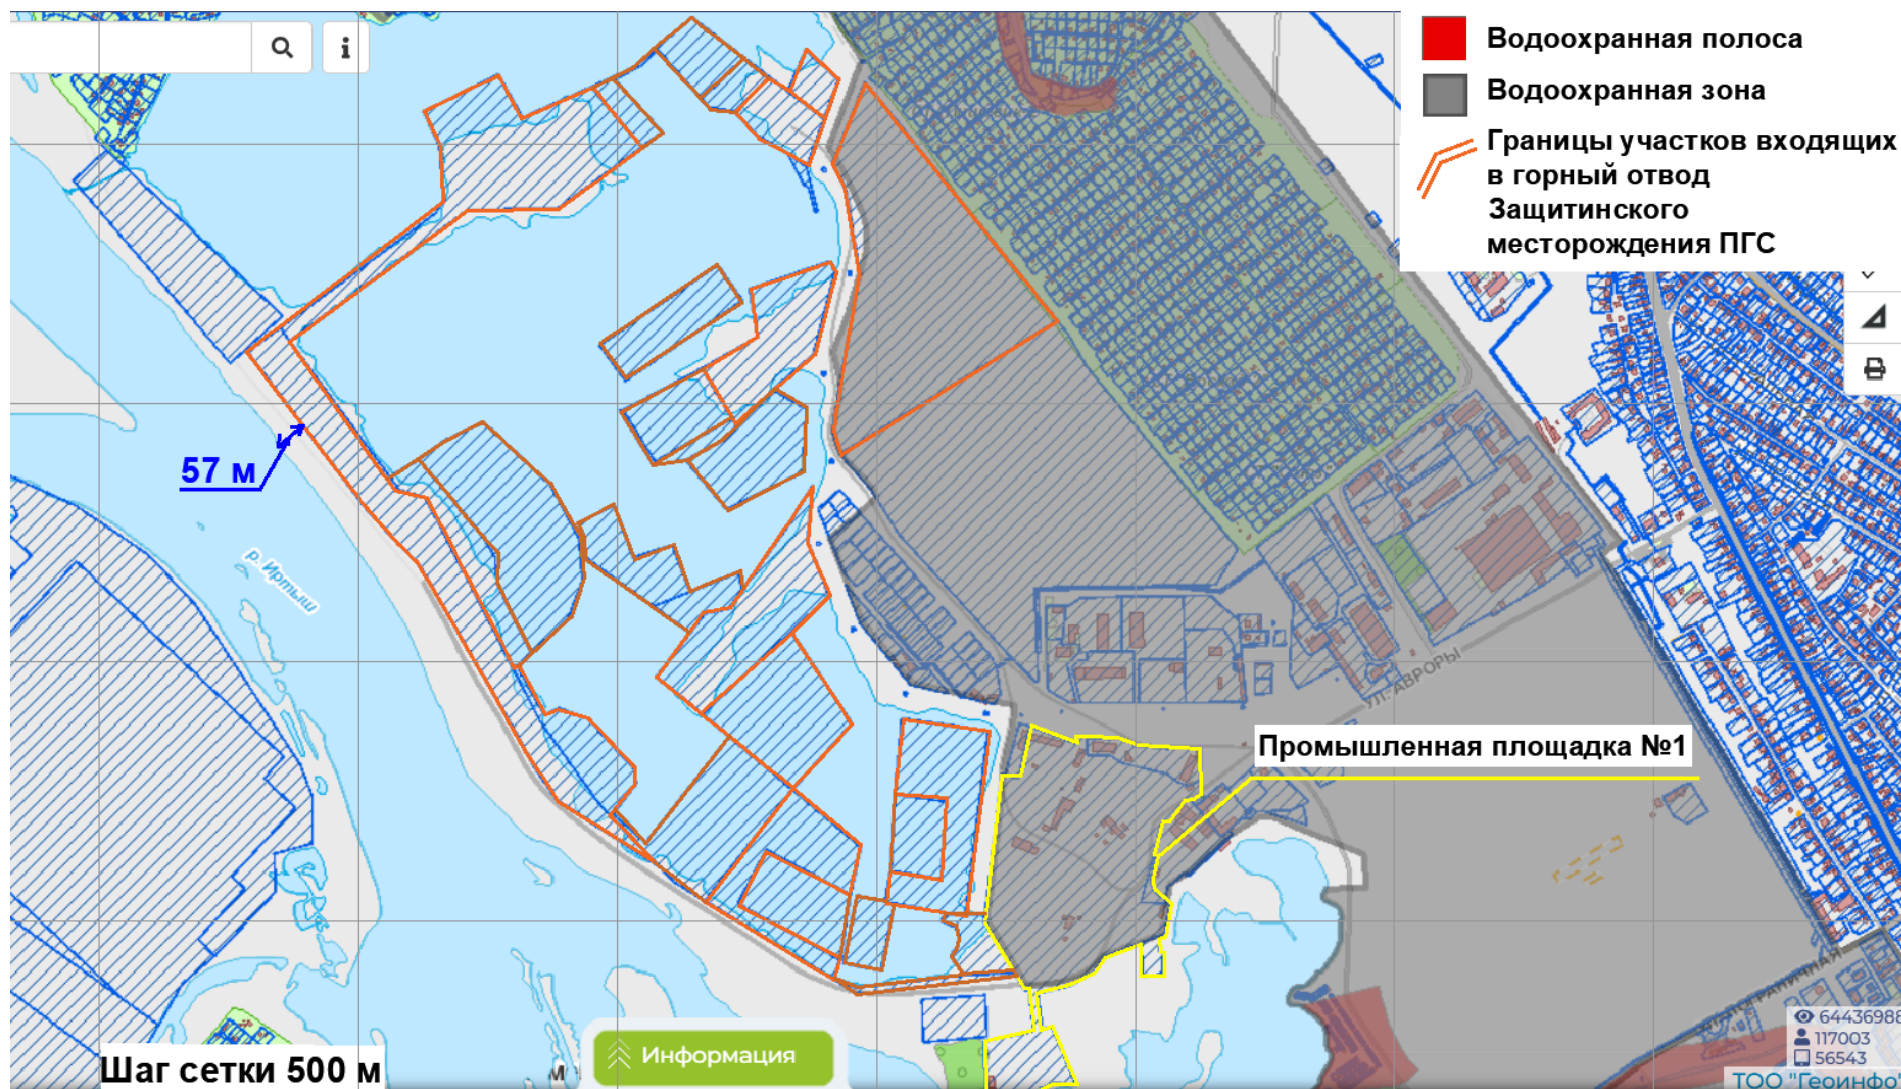 Водоохранная полоса
Водоохранная зона
Границы участков входящих
в горный отвод
Защитинского
месторождения ПГС
57 м
р. Иртыш
УЛ. АВРОРЫ
Промышленная площадка №1
64436988
117003
56543
Шаг сетки 500 м
м
Информация
ТОО "Геоинфо